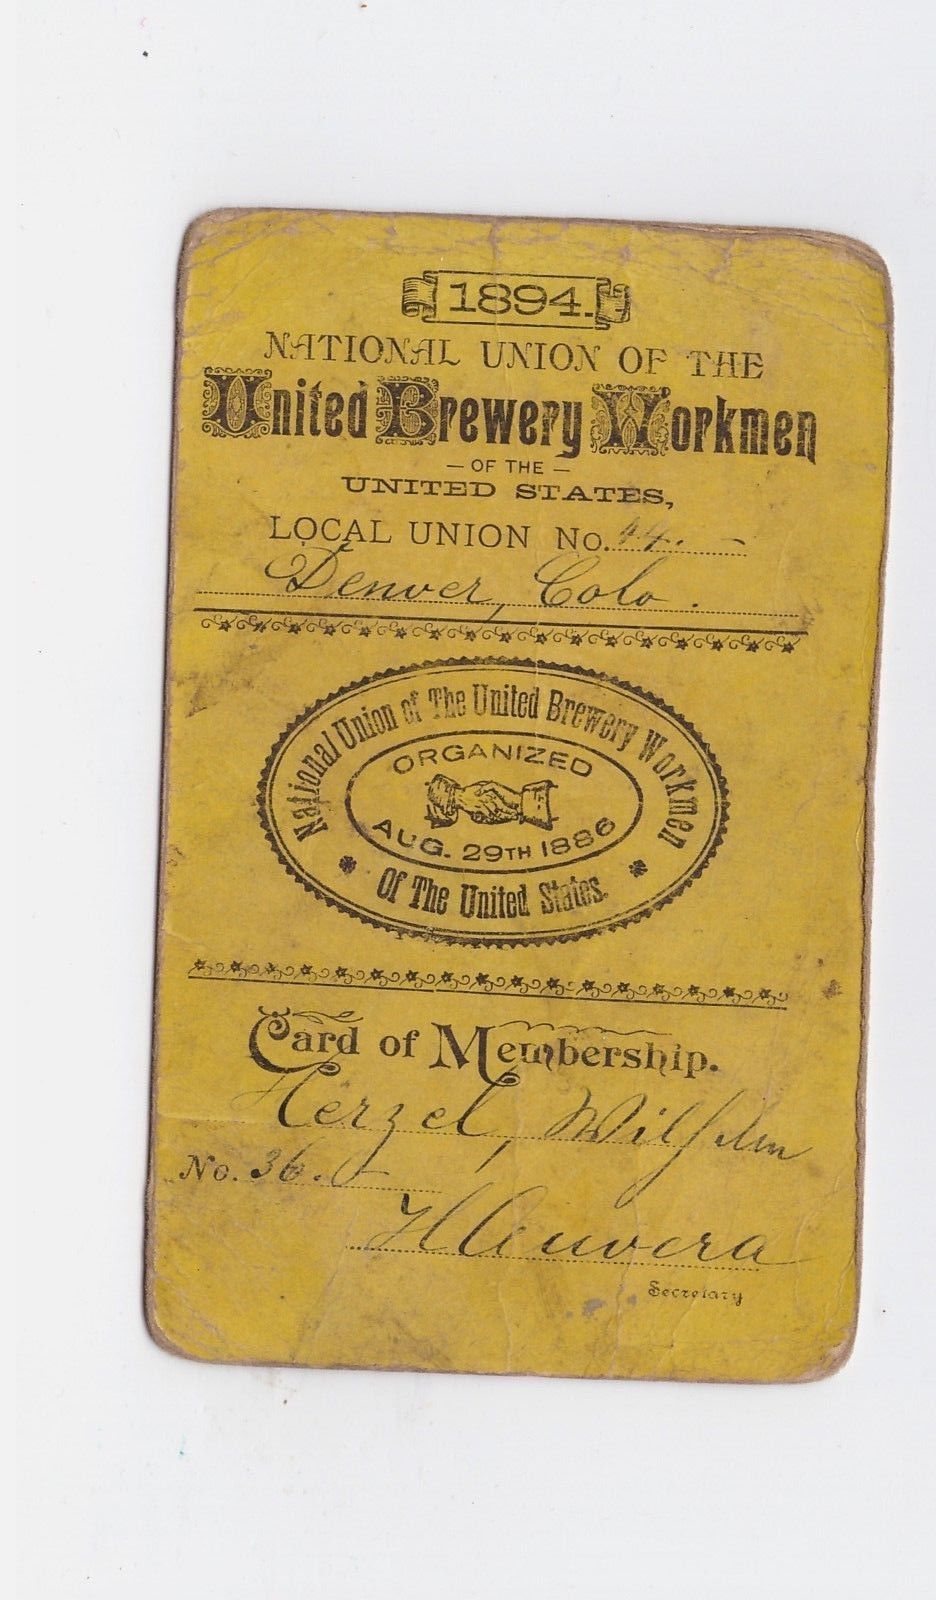 1894.
NATIONAL UNION OF THE
United Brewery Workmen
— OF THE —
UNITED STATES,
LOCAL UNION No. 44. —
Denver, Colo.
National Union of The United Brewery Workmen
ORGANIZED
AUG. 29TH 1886
Of The United States.
Card of Membership.
Herzel, Wilhelm
No. 36. —
Secretary